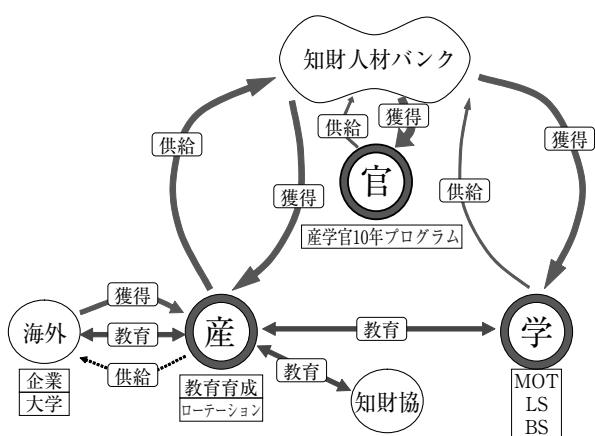 知財人材バンク
供給
獲得
供給
獲得
獲得
官
供給
産学官10年プログラム
獲得
海外
教育
産
教育
学
供給
教育
企業
大学
教育育成
ローテーション
知財協
MOT
LS
BS